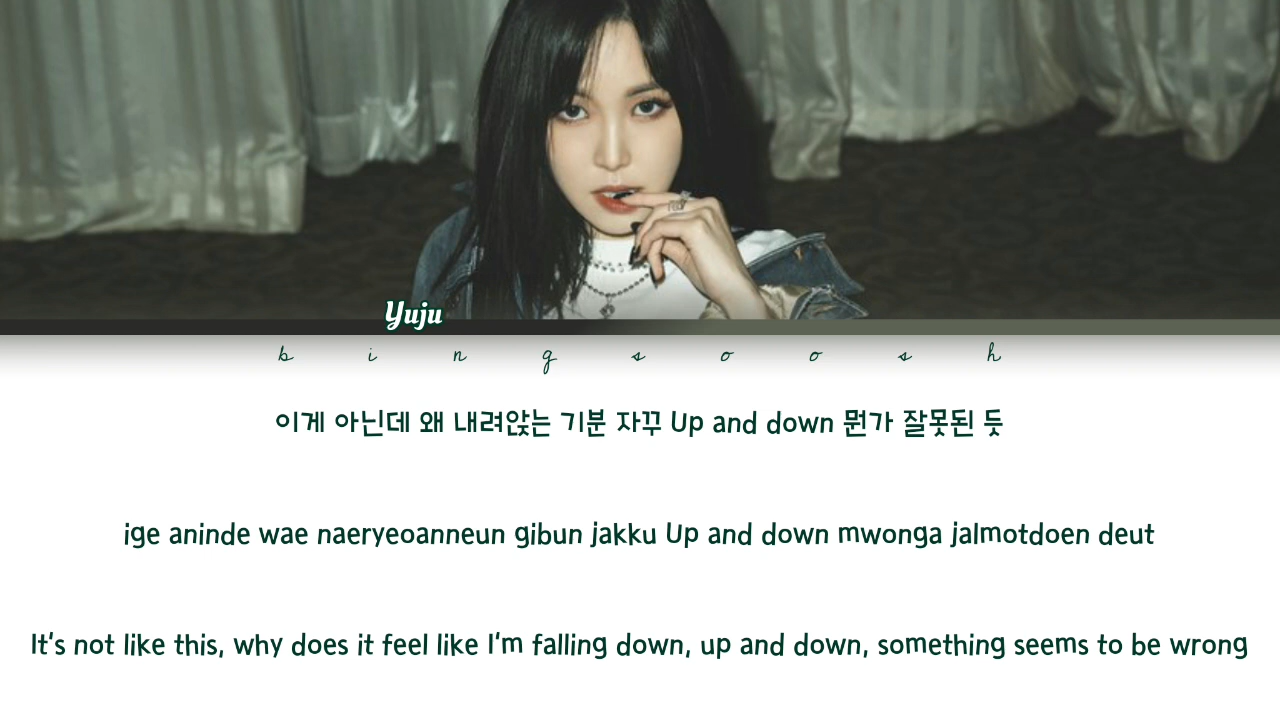 Yuju
bingsoosh
이게 아닌데 왜 내려앉는 기분 자꾸 Up and down 뭔가 잘못된 듯
ige aninde wae naeryeoanneun gibun jakku Up and down mwonga jalmotdoen deut
It's not like this, why does it feel like I'm falling down, up and down, something seems to be wrong